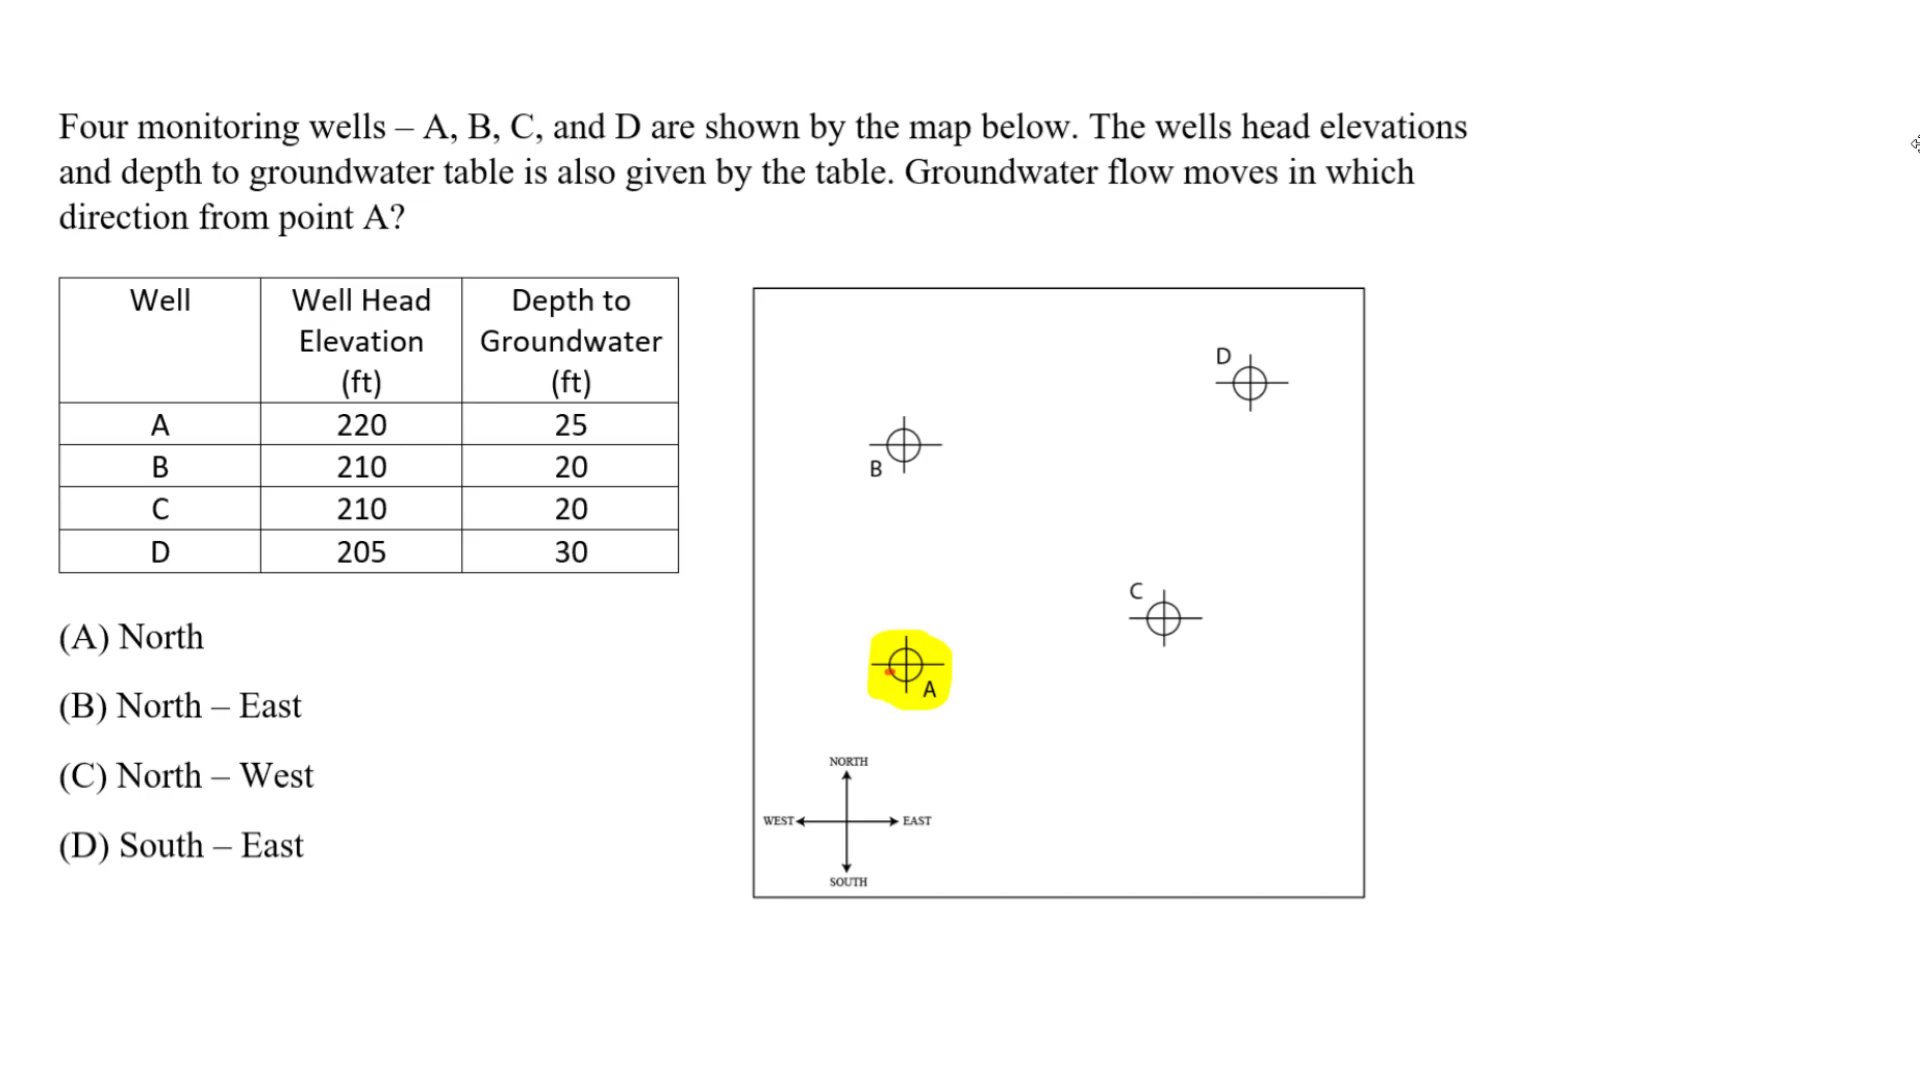 Four monitoring wells – A, B, C, and D are shown by the map below. The wells head elevations
and depth to groundwater table is also given by the table. Groundwater flow moves in which
direction from point A?
Well Well Head Elevation (ft) Depth to Groundwater (ft)
A 220 25
B 210 20
C 210 20
D 205 30
(A) North
(B) North – East
(C) North – West
(D) South – East
D
B
C
A
NORTH
WEST EAST
SOUTH